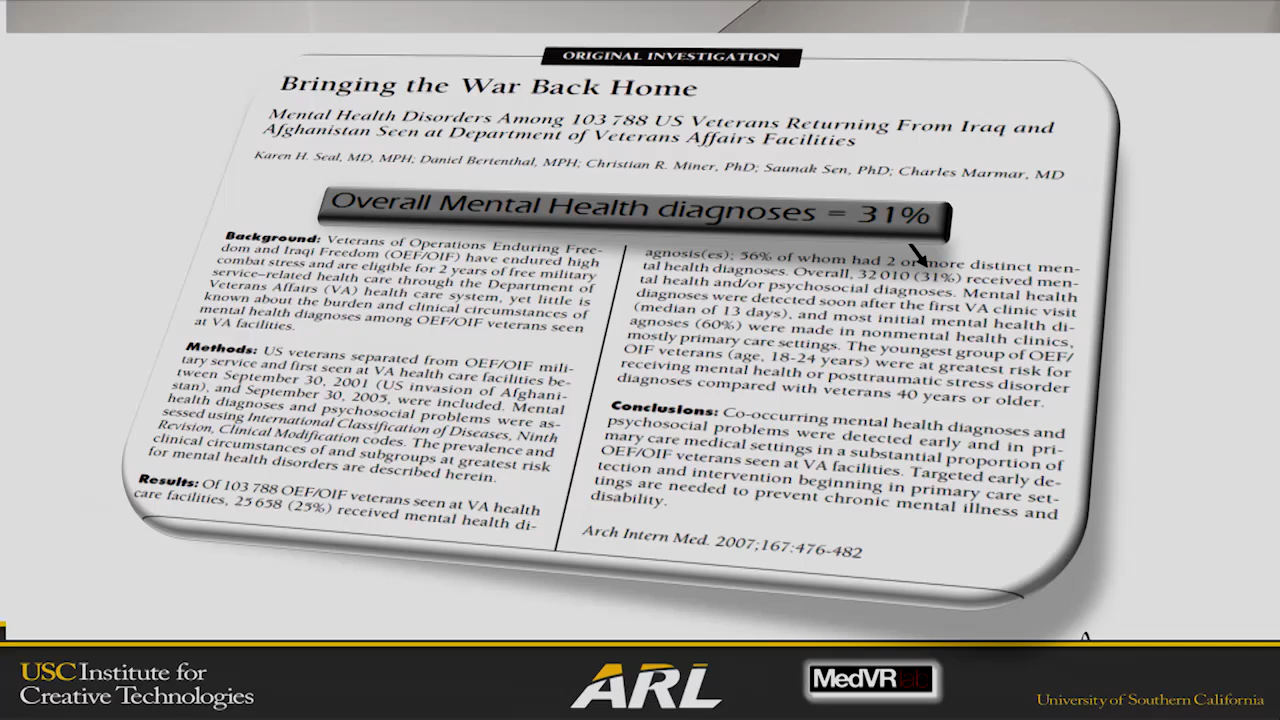 ORIGINAL INVESTIGATION
Bringing the War Back Home
Mental Health Disorders Among 103 788 US Veterans Returning From Iraq and
Afghanistan Seen at Department of Veterans Affairs Facilities
Karen H. Seal, MD, MPH; Daniel Bertenthal, MPH; Christian R. Miner, PhD; Saunak Sen, PhD; Charles Marmar, MD
Overall Mental Health diagnoses = 31%
Background: Veterans of Operations Enduring Free-
dom and Iraqi Freedom (OEF/OIF) have endured high
combat stress and are eligible for 2 years of free military
service–related health care through the Department of
Veterans Affairs (VA) health care system, yet little is
known about the burden and clinical circumstances of
mental health diagnoses among OEF/OIF veterans seen
at VA facilities.
Methods: US veterans separated from OEF/OIF mili-
tary service and first seen at VA health care facilities be-
tween September 30, 2001 (US invasion of Afghani-
stan), and September 30, 2005, were included. Mental
health diagnoses and psychosocial problems were as-
sessed using International Classification of Diseases, Ninth
Revision, Clinical Modification codes. The prevalence and
clinical circumstances of and subgroups at greatest risk
for mental health disorders are described herein.
Results: Of 103 788 OEF/OIF veterans seen at VA health
care facilities, 25 658 (25%) received mental health di-
agnosis(es); 56% of whom had 2 or more distinct men-
tal health diagnoses. Overall, 32 010 (31%) received men-
tal health and/or psychosocial diagnoses. Mental health
diagnoses were detected soon after the first VA clinic visit
(median of 13 days), and most initial mental health di-
agnoses (60%) were made in nonmental health clinics,
mostly primary care settings. The youngest group of OEF/
OIF veterans (age, 18-24 years) were at greatest risk for
receiving mental health or posttraumatic stress disorder
diagnoses compared with veterans 40 years or older.
Conclusions: Co-occurring mental health diagnoses and
psychosocial problems were detected early and in pri-
mary care medical settings in a substantial proportion of
OEF/OIF veterans seen at VA facilities. Targeted early de-
tection and intervention beginning in primary care set-
tings are needed to prevent chronic mental illness and
disability.
Arch Intern Med. 2007;167:476-482
USC Institute for
Creative Technologies
ARL
MedVR lab
University of Southern California